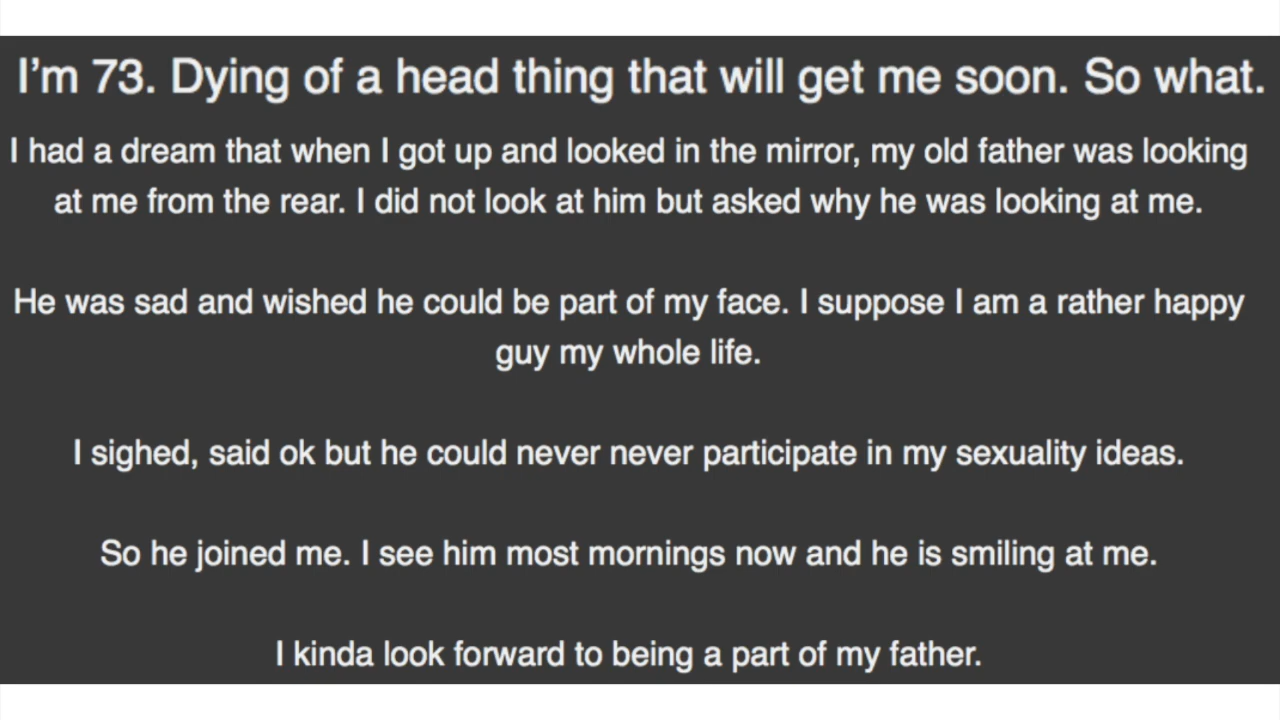 I'm 73. Dying of a head thing that will get me soon. So what.
I had a dream that when I got up and looked in the mirror, my old father was looking
at me from the rear. I did not look at him but asked why he was looking at me.
He was sad and wished he could be part of my face. I suppose I am a rather happy
guy my whole life.
I sighed, said ok but he could never never participate in my sexuality ideas.
So he joined me. I see him most mornings now and he is smiling at me.
I kinda look forward to being a part of my father.